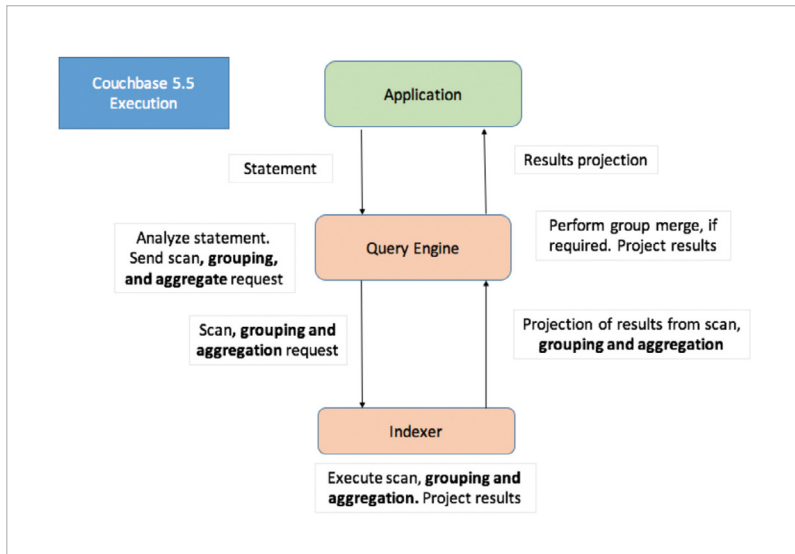 Couchbase 5.5
Execution
Application
Statement
Results projection
Analyze statement.
Send scan, grouping,
and aggregate request
Query Engine
Perform group merge, if
required. Project results
Scan, grouping and
aggregation request
Projection of results from scan,
grouping and aggregation
Indexer
Execute scan, grouping and
aggregation. Project results